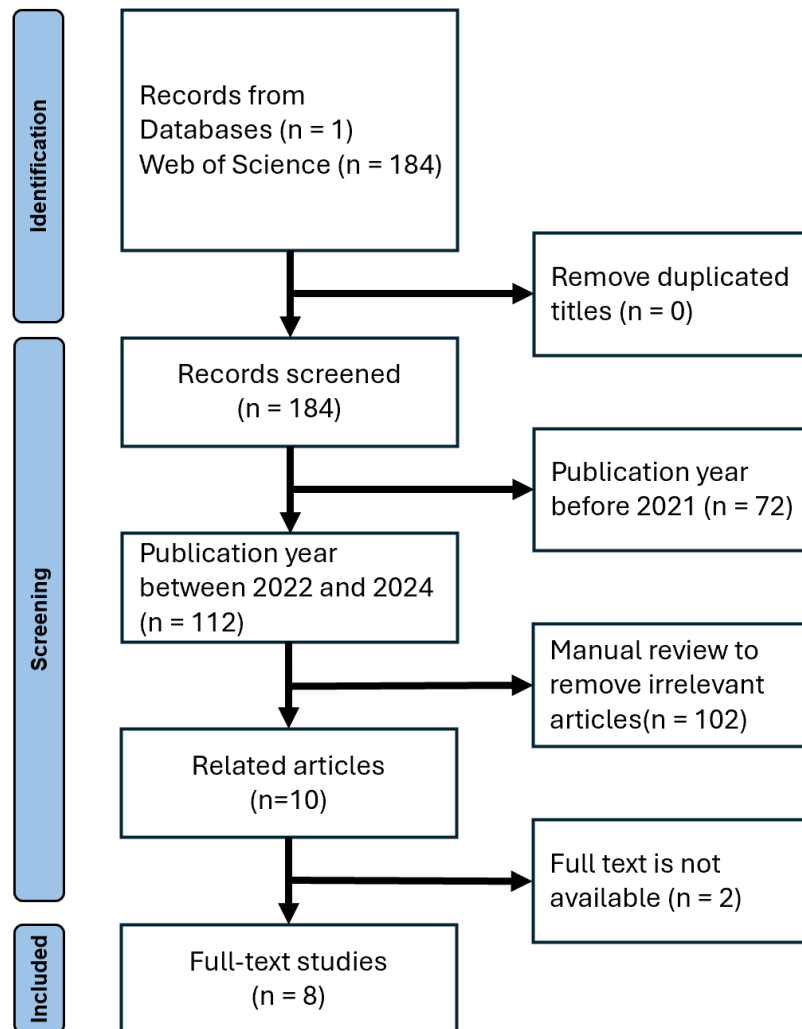 Identification
Records from
Databases (n = 1)
Web of Science (n = 184)
Remove duplicated
titles (n = 0)
Screening
Records screened
(n = 184)
Publication year
before 2021 (n = 72)
Publication year
between 2022 and 2024
(n = 112)
Manual review to
remove irrelevant
articles(n = 102)
Related articles
(n=10)
Full text is not
available (n = 2)
Included
Full-text studies
(n = 8)